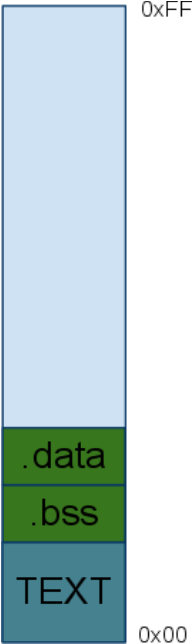 0xFF
.data
.bss
TEXT
0x00